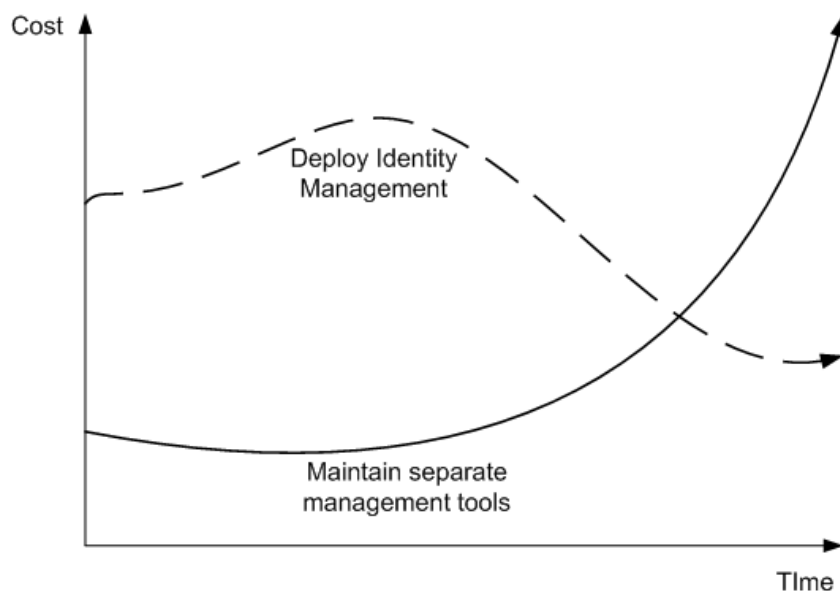 Cost
Deploy Identity
Management
Maintain separate
management tools
TIme